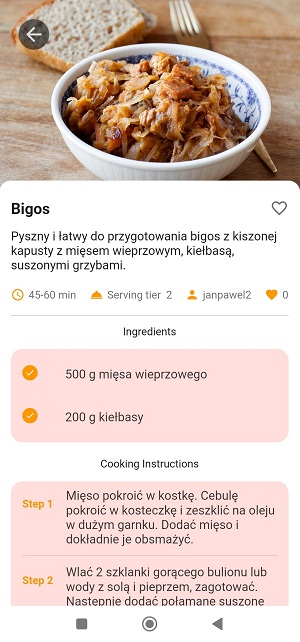 Bigos
Pyszny i łatwy do przygotowania bigos z kiszonej
kapusty z mięsem wieprzowym, kiełbasą,
suszonymi grzybami.
45-60 min Serving tier 2 janpawel2 0
Ingredients
500 g mięsa wieprzowego
200 g kiełbasy
Cooking Instructions
Step 1
Mięso pokroić w kostkę. Cebulę
pokroić w kosteczkę i zeszklić na oleju
w dużym garnku. Dodać mięso i
dokładnie je obsmażyć.
Step 2
Wlać 2 szklanki gorącego bulionu lub
wody z solą i pieprzem, zagotować.
Następnie dodać połamane suszone